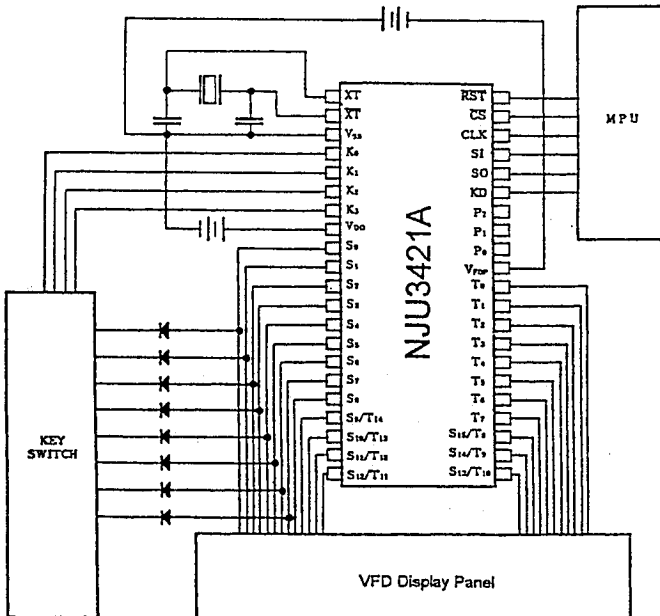 XT
XT
VSS
K0
K1
K2
K3
VDD
S0
S1
S2
S3
S4
S5
S6
S7
S8
S9/T14
S10/T13
S11/T12
S12/T11
NJU3421A
RST
CS
CLK
SI
SO
KD
P2
P1
P0
VFDP
T0
T1
T2
T3
T4
T5
T6
T7
S15/T8
S14/T9
S13/T10
MPU
KEY
SWITCH
VFD Display Panel